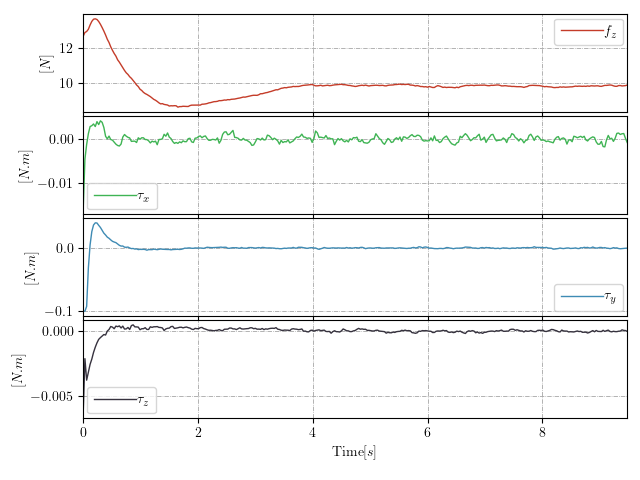 [N]
12
10
f_z
[N.m]
0.00
−0.01
τ_x
[N.m]
0.0
−0.1
τ_y
[N.m]
0.000
−0.005
τ_z
0 2 4 6 8
Time[s]